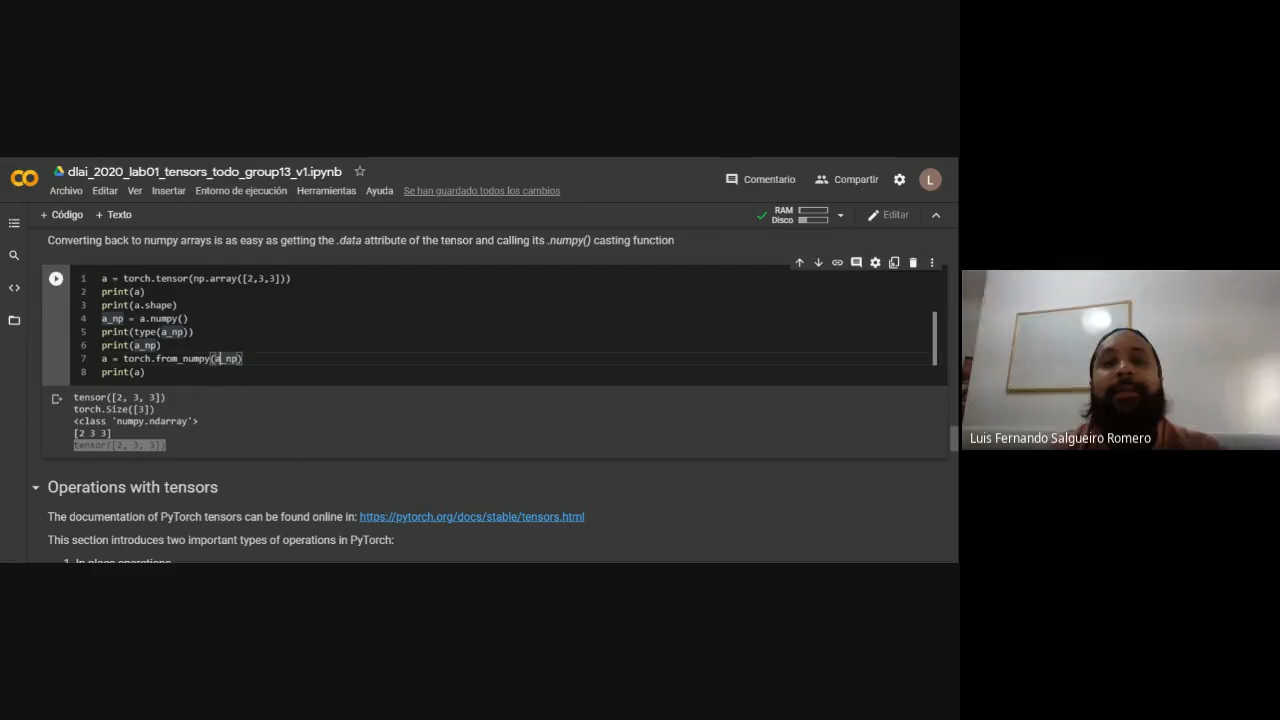 dlai_2020_lab01_tensors_todo_group13_v1.ipynb
Archivo Editar Ver Insertar Entorno de ejecución Herramientas Ayuda Se han guardado todos los cambios
Comentario Compartir L
+ Código + Texto
RAM
Disco
Editar
Converting back to numpy arrays is as easy as getting the .data attribute of the tensor and calling its .numpy() casting function
1 a = torch.tensor(np.array([2,3,3]))
2 print(a)
3 print(a.shape)
4 a_np = a.numpy()
5 print(type(a_np))
6 print(a_np)
7 a = torch.from_numpy(a_np)
8 print(a)
tensor([2, 3, 3])
torch.Size([3])
<class 'numpy.ndarray'>
[2 3 3]
tensor([2, 3, 3])
Operations with tensors
The documentation of PyTorch tensors can be found online in: https://pytorch.org/docs/stable/tensors.html
This section introduces two important types of operations in PyTorch:
1. In place operations
Luis Fernando Salgueiro Romero